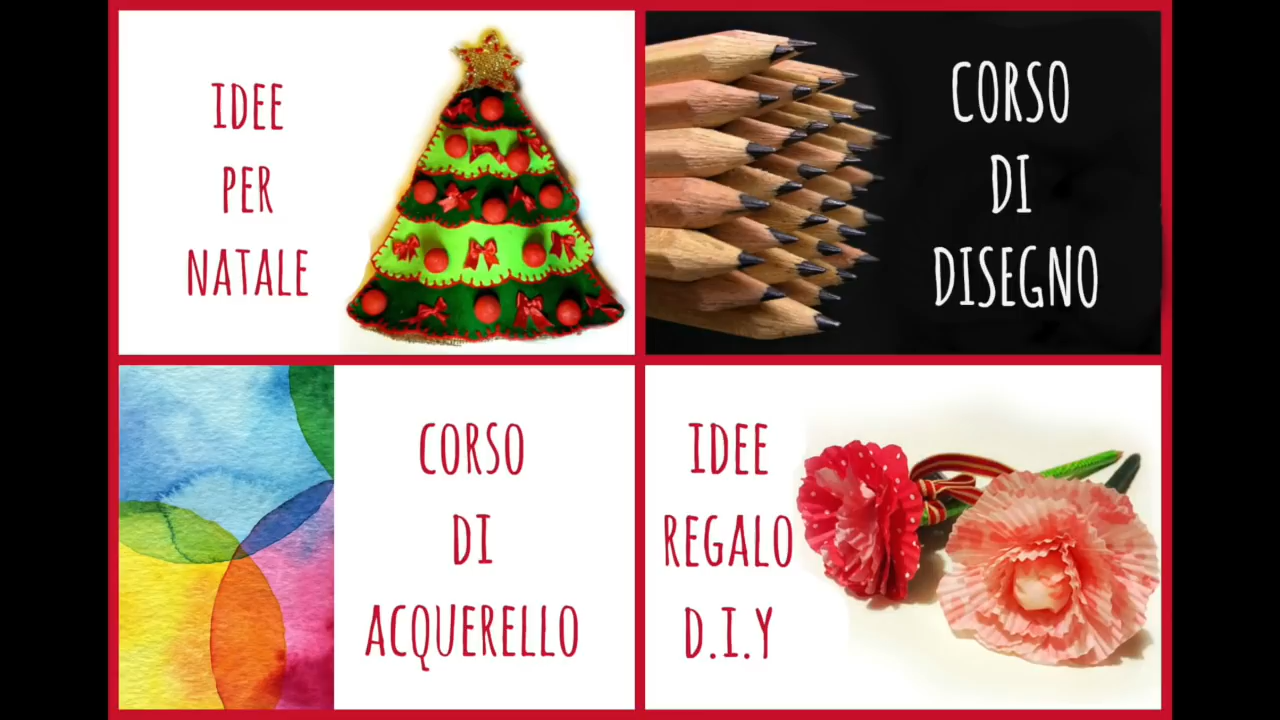 IDEE
PER
NATALE
CORSO
DI
DISEGNO
CORSO
DI
ACQUERELLO
IDEE
REGALO
D.I.Y